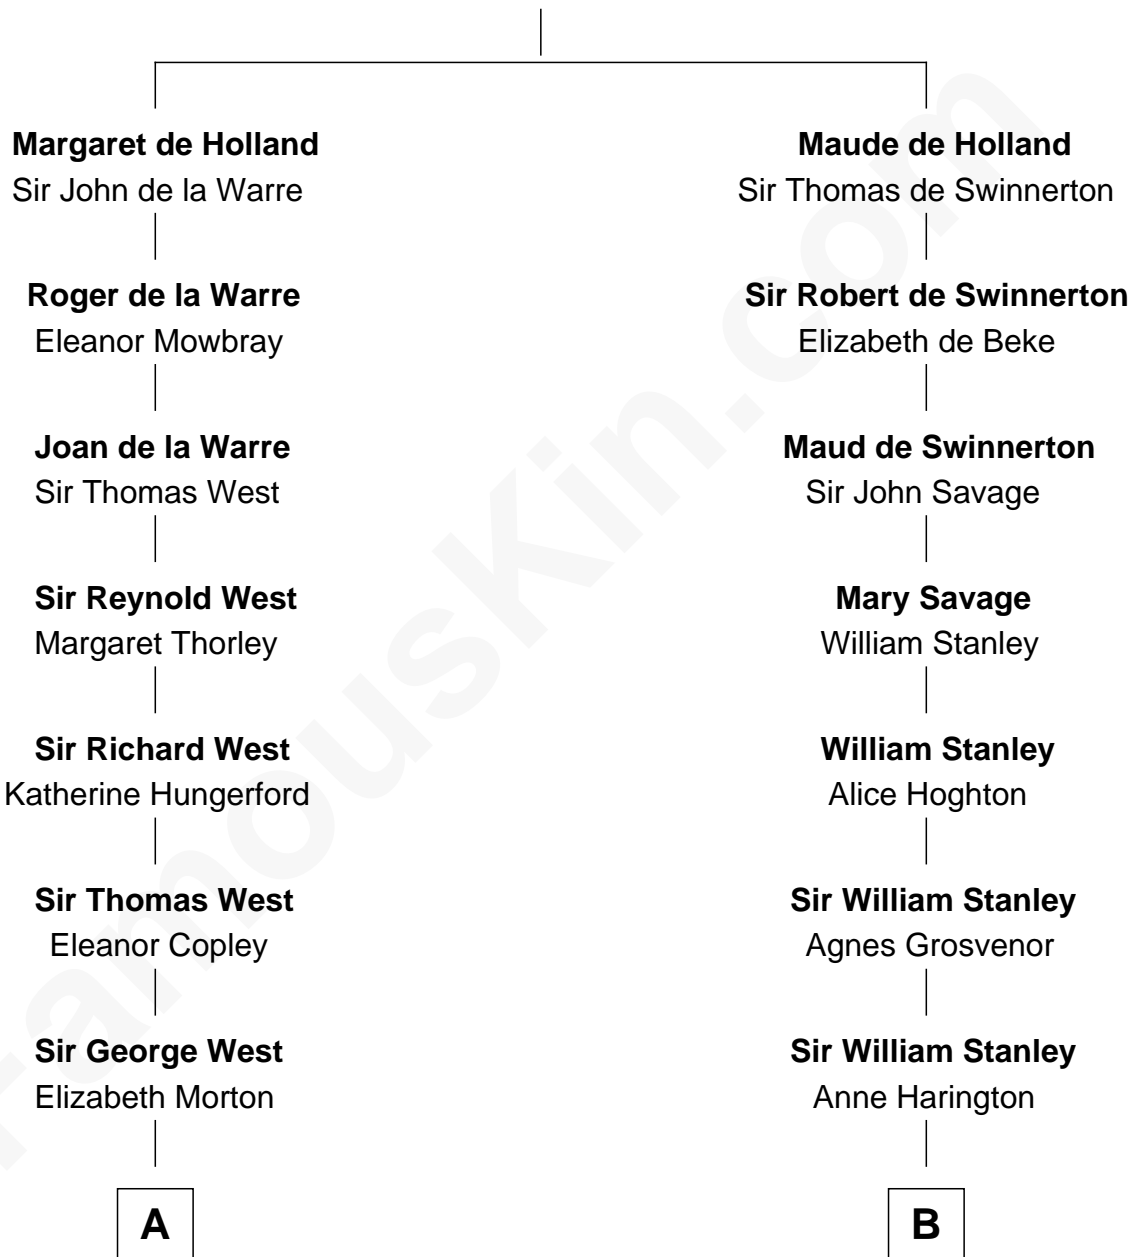 Margaret de Holland
Sir John de la Warre
Maude de Holland
Sir Thomas de Swinnerton
Roger de la Warre
Eleanor Mowbray
Sir Robert de Swinnerton
Elizabeth de Beke
Joan de la Warre
Sir Thomas West
Maud de Swinnerton
Sir John Savage
Sir Reynold West
Margaret Thorley
Mary Savage
William Stanley
Sir Richard West
Katherine Hungerford
William Stanley
Alice Hoghton
Sir Thomas West
Eleanor Copley
Sir William Stanley
Agnes Grosvenor
Sir George West
Elizabeth Morton
Sir William Stanley
Anne Harington
A
B
FamousKin.com